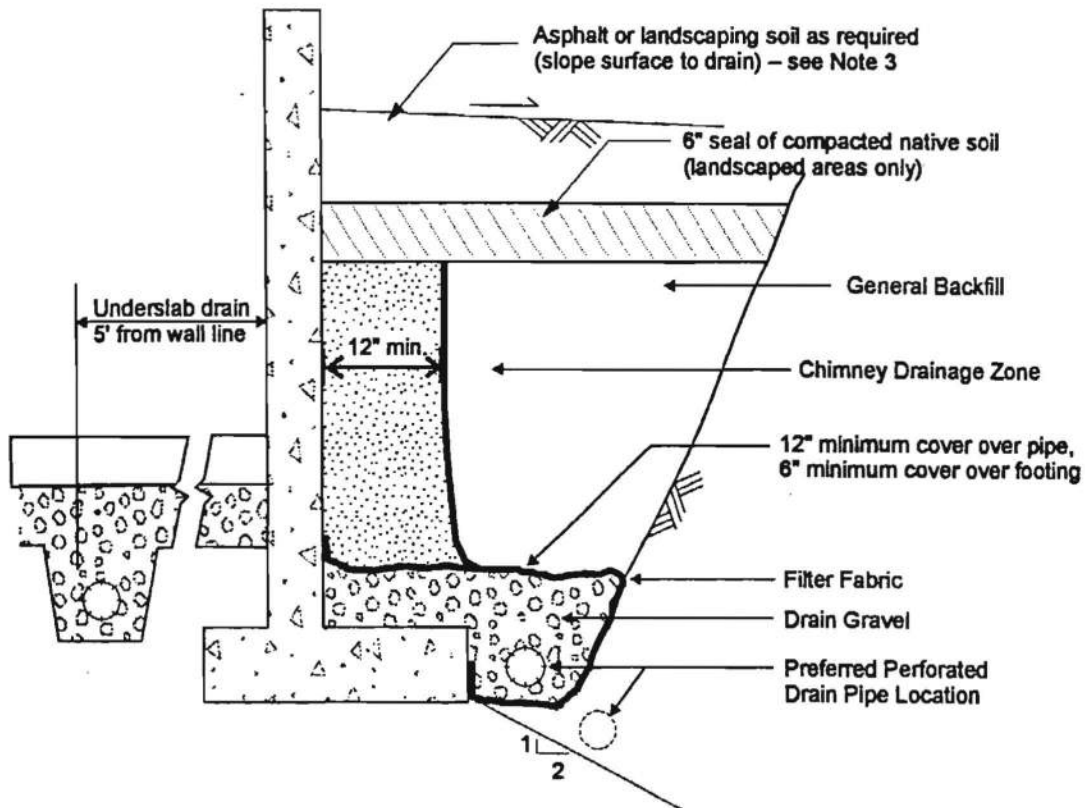 Asphalt or landscaping soil as required
(slope surface to drain) – see Note 3
6" seal of compacted native soil
(landscaped areas only)
General Backfill
Underslab drain
5' from wall line
12" min.
Chimney Drainage Zone
12" minimum cover over pipe,
6" minimum cover over footing
Filter Fabric
Drain Gravel
Preferred Perforated
Drain Pipe Location
1
2